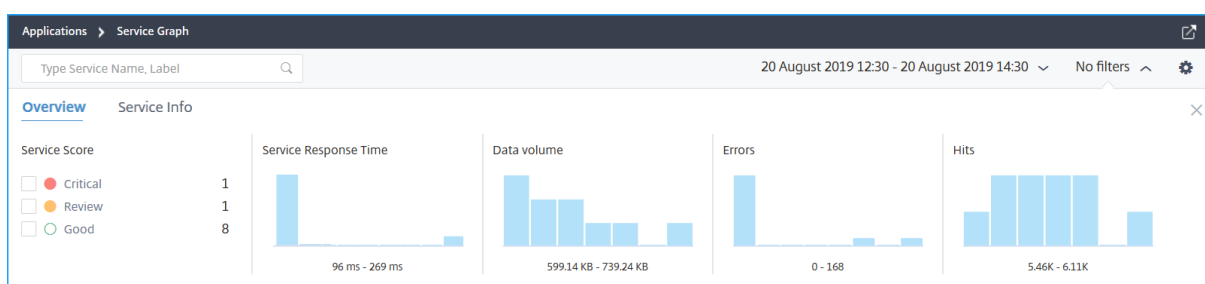 Applications > Service Graph
Type Service Name, Label
20 August 2019 12:30 - 20 August 2019 14:30
No filters
Overview Service Info
Service Score
Critical 1
Review 1
Good 8
Service Response Time
96 ms - 269 ms
Data volume
599.14 KB - 739.24 KB
Errors
0 - 168
Hits
5.46K - 6.11K